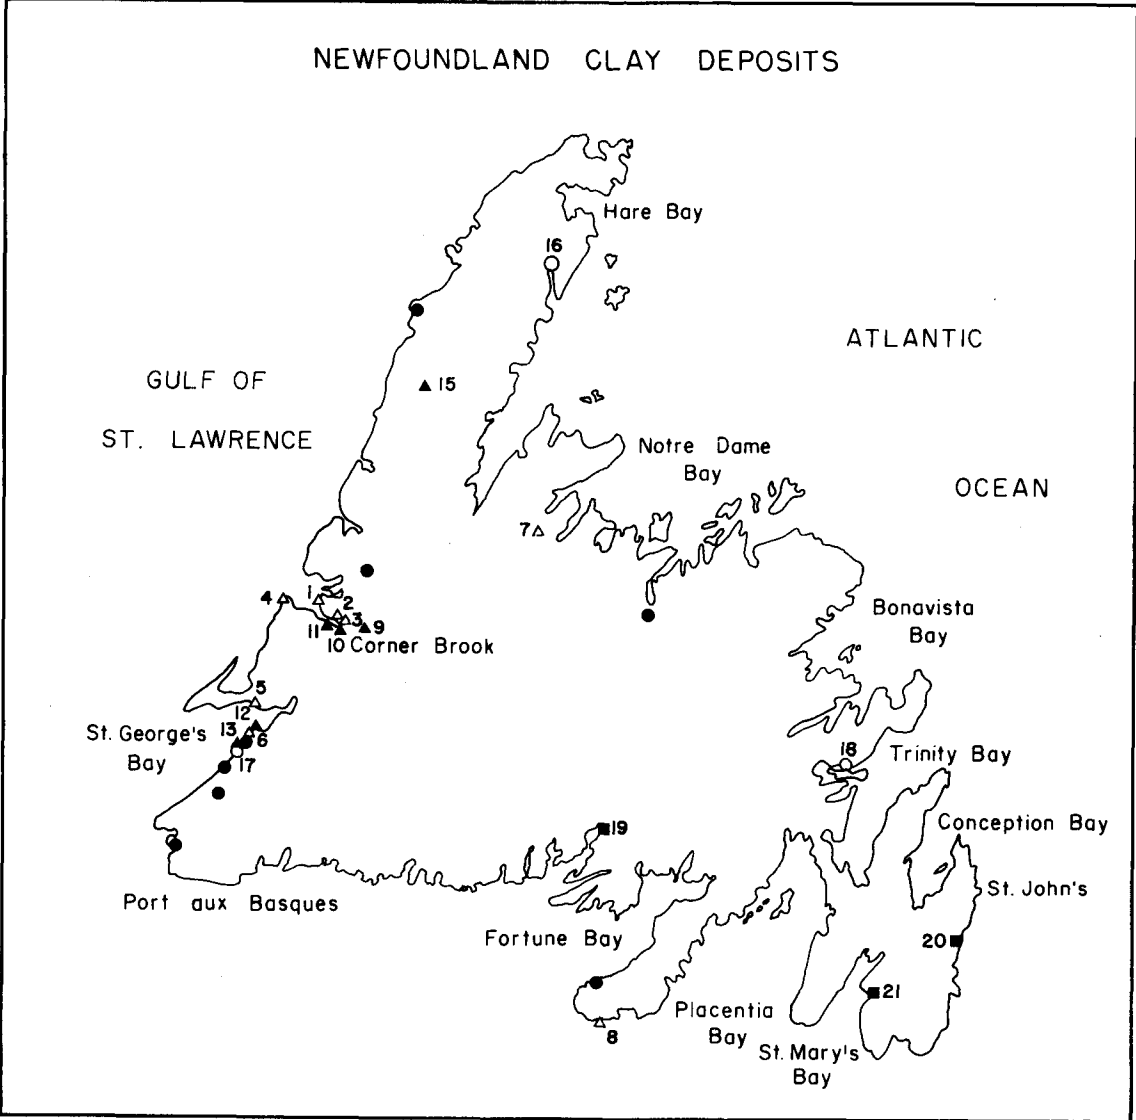 NEWFOUNDLAND CLAY DEPOSITS
Hare Bay
16
ATLANTIC
GULF OF
15
ST. LAWRENCE
Notre Dame
Bay
OCEAN
7
4
1
2
3
9
11
10
Corner Brook
Bonavista
Bay
5
12
St. George's
Bay
13
6
17
18
Trinity Bay
19
Conception Bay
St. John's
Port aux Basques
Fortune Bay
20
21
Placentia
Bay
8
St. Mary's
Bay